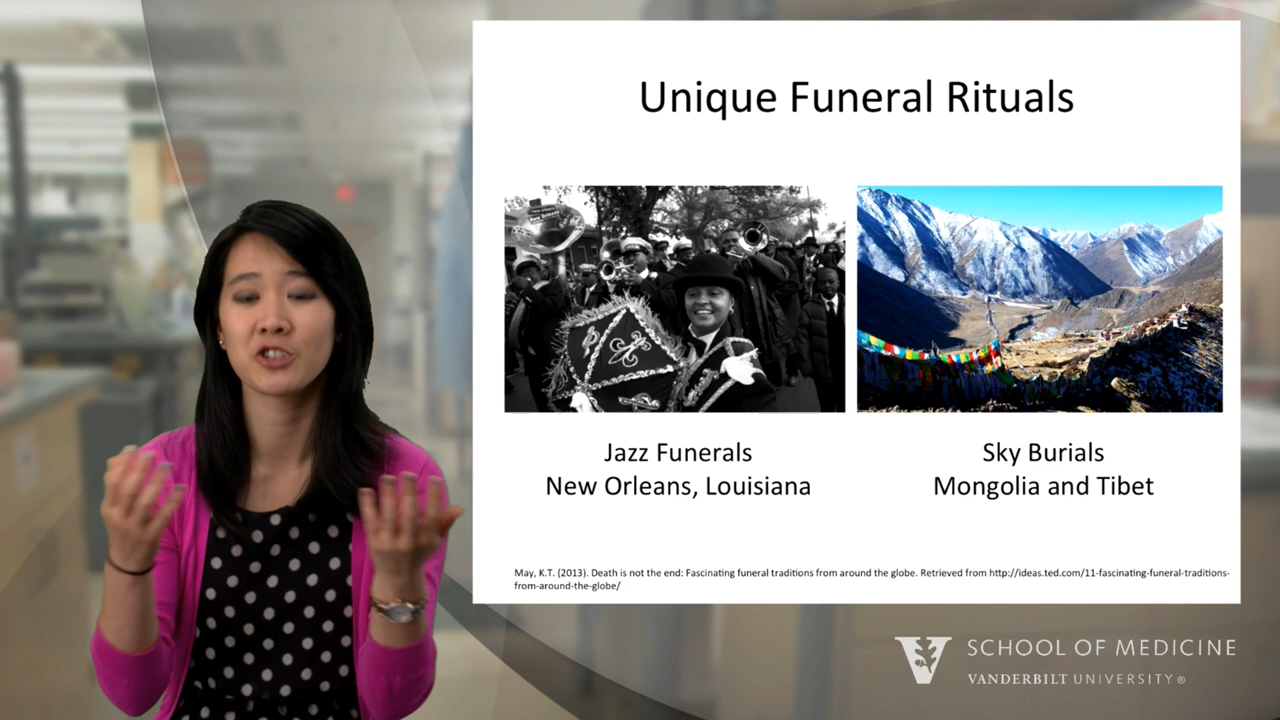 Unique Funeral Rituals
Jazz Funerals
New Orleans, Louisiana
Sky Burials
Mongolia and Tibet
May, K.T. (2013). Death is not the end: Fascinating funeral traditions from around the globe. Retrieved from http://ideas.ted.com/11-fascinating-funeral-traditions-
from-around-the-globe/
V SCHOOL OF MEDICINE
VANDERBILT UNIVERSITY®